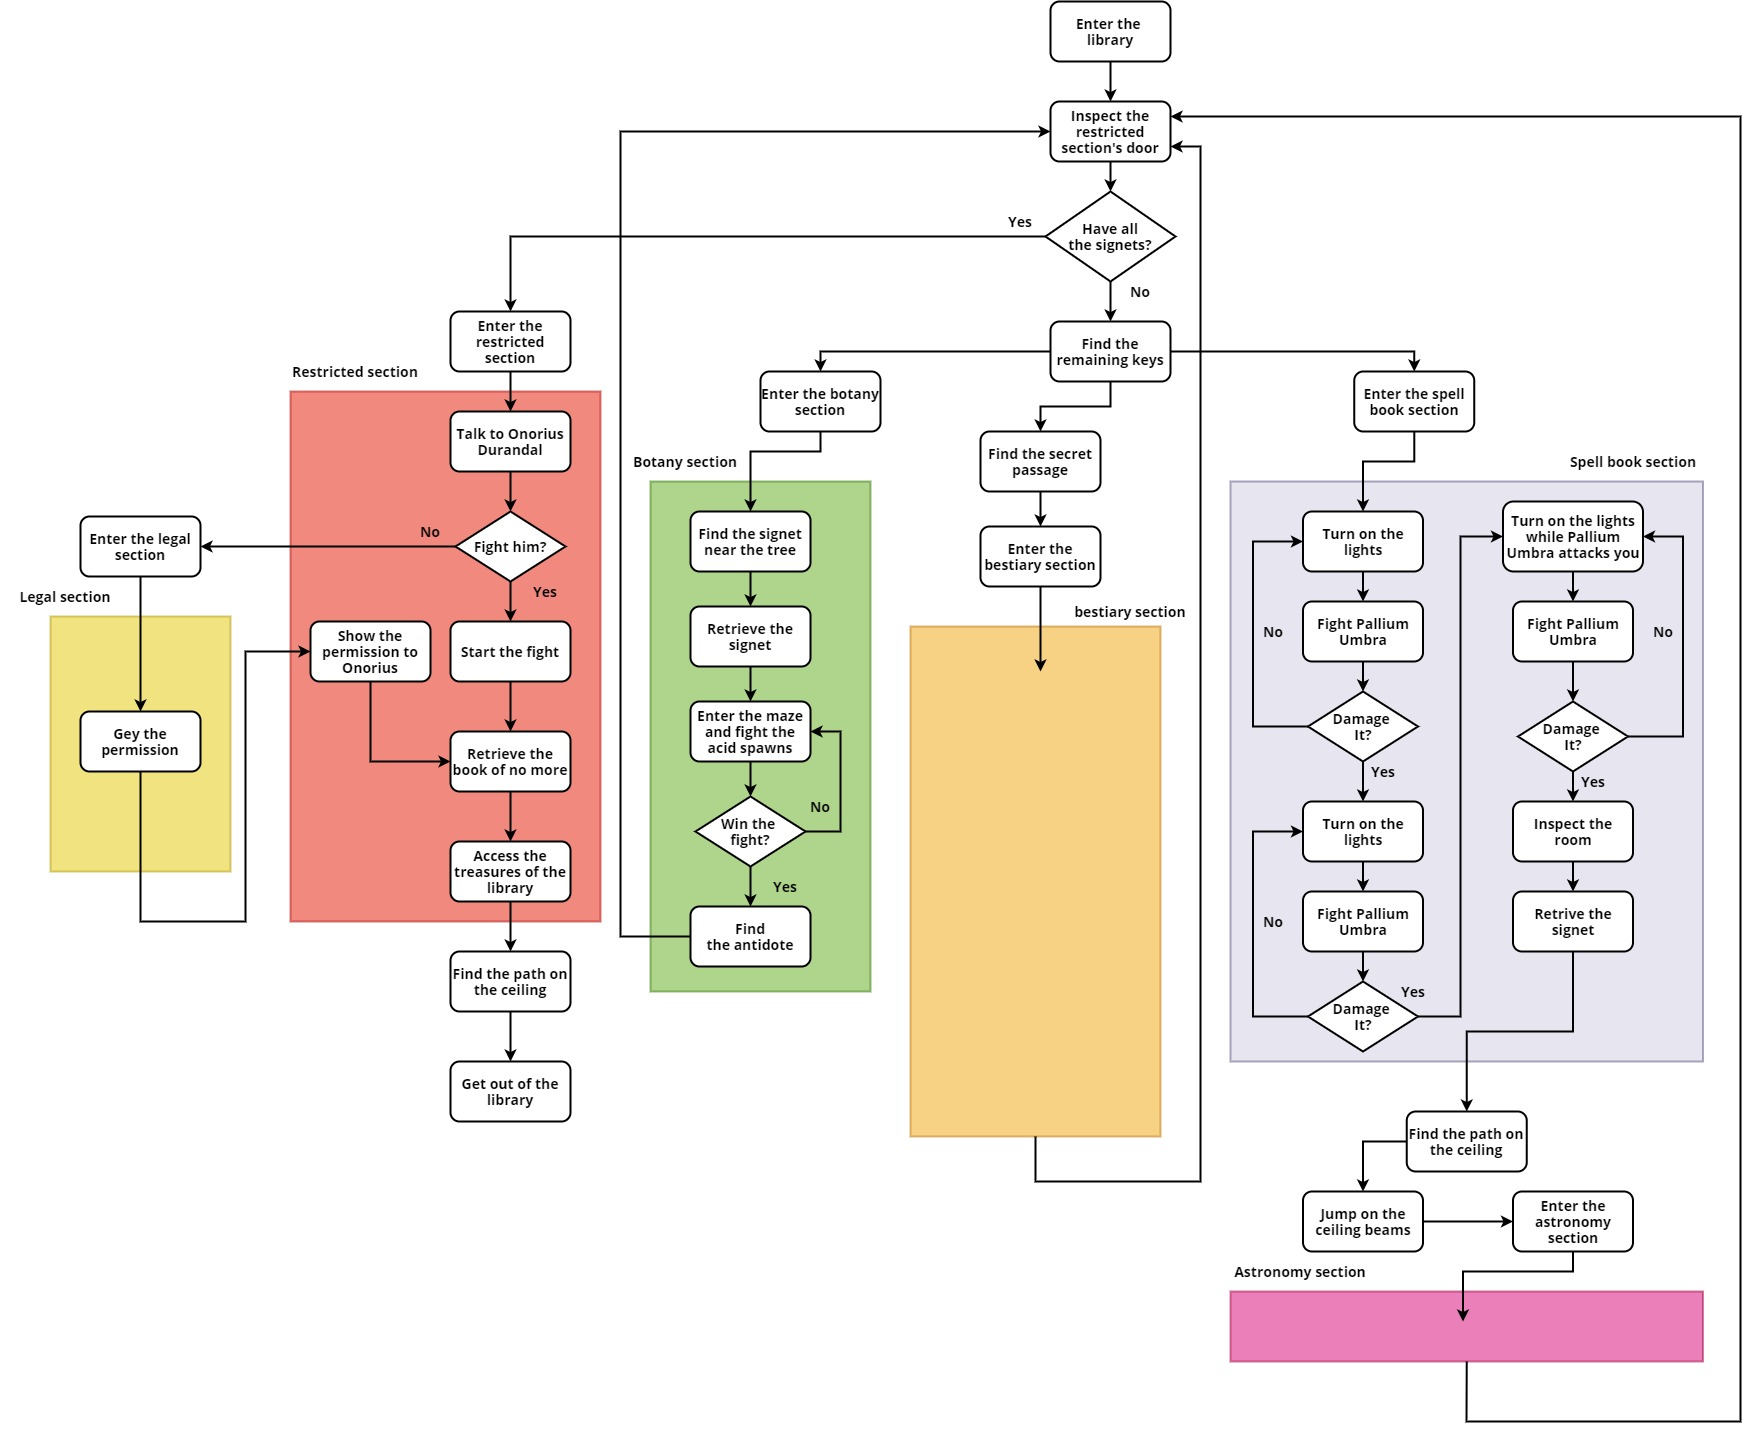 Enter the
library
Inspect the
restricted
section's door
Have all
the signets?
Yes
No
Find the
remaining keys
Enter the
restricted
section
Restricted section
Talk to Onorius
Durandal
Fight him?
No
Yes
Enter the legal
section
Legal section
Gey the
permission
Show the
permission to
Onorius
Start the fight
Retrieve the
book of no more
Access the
treasures of the
library
Find the path on
the ceiling
Get out of the
library
Enter the botany
section
Botany section
Find the signet
near the tree
Retrieve the
signet
Enter the maze
and fight the
acid spawns
No
Win the
fight?
Yes
Find
the antidote
Find the secret
passage
Enter the
bestiary section
bestiary section
Enter the spell
book section
Spell book section
Turn on the
lights
Fight Pallium
Umbra
No
Damage
It?
Yes
Turn on the
lights
Fight Pallium
Umbra
No
Damage
It?
Yes
Turn on the lights
while Pallium
Umbra attacks you
Fight Pallium
Umbra
No
Damage
It?
Yes
Inspect the
room
Retrive the
signet
Find the path on
the ceiling
Jump on the
ceiling beams
Enter the
astronomy
section
Astronomy section